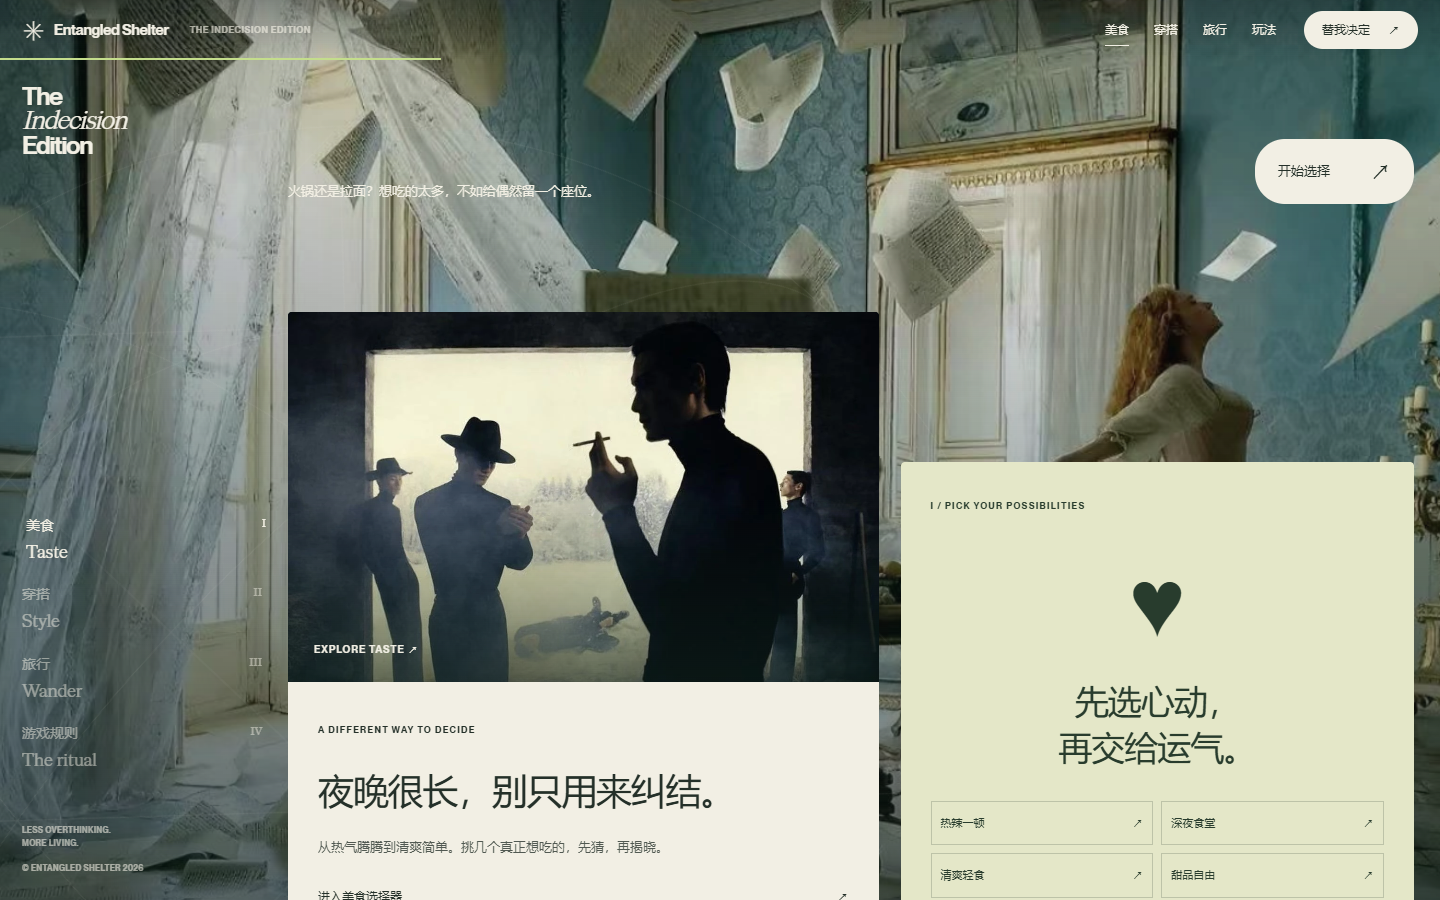 Entangled Shelter
THE INDECISION EDITION
美食
穿搭
旅行
玩法
替我决定 ↗
The
Indecision
Edition
火锅还是拉面？想吃的太多，不如给偶然留一个座位。
开始选择 ↗
美食 I
Taste
穿搭 II
Style
旅行 III
Wander
游戏规则 IV
The ritual
LESS OVERTHINKING.
MORE LIVING.
© ENTANGLED SHELTER 2026
EXPLORE TASTE ↗
A DIFFERENT WAY TO DECIDE
夜晚很长，别只用来纠结。
从热气腾腾到清爽简单。挑几个真正想吃的，先猜，再揭晓。
进入美食选择器 ↗
I / PICK YOUR POSSIBILITIES
先选心动，
再交给运气。
热辣一顿 ↗
深夜食堂 ↗
清爽轻食 ↗
甜品自由 ↗